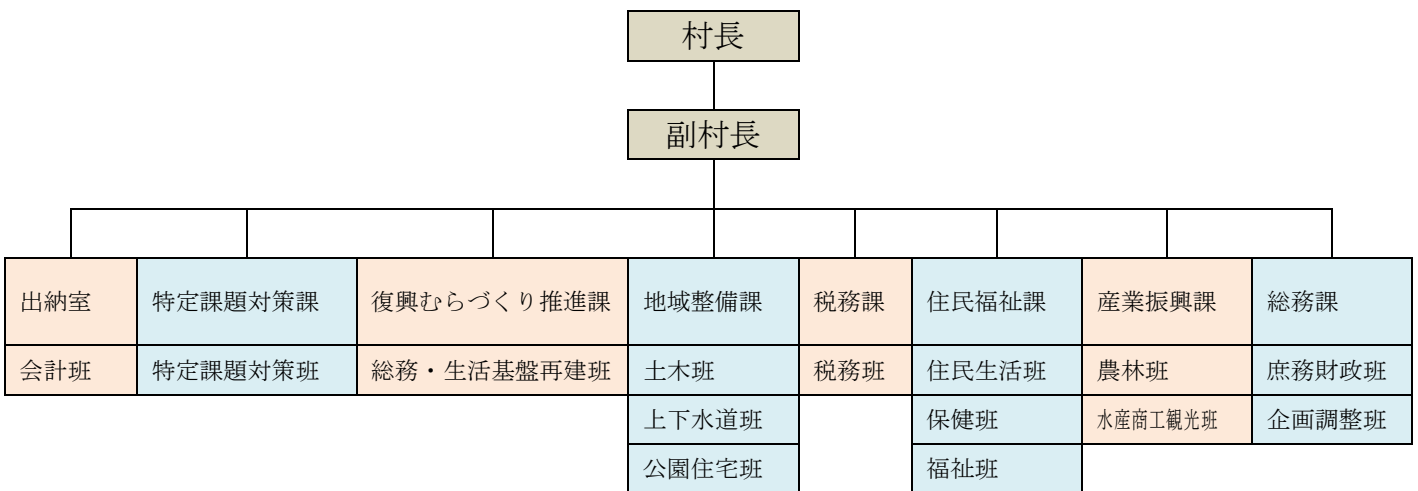 村長
副村長
出納室
特定課題対策課
復興むらづくり推進課
地域整備課
税務課
住民福祉課
産業振興課
総務課
会計班
特定課題対策班
総務・生活基盤再建班
土木班
税務班
住民生活班
農林班
庶務財政班
上下水道班
保健班
水産商工観光班
企画調整班
公園住宅班
福祉班